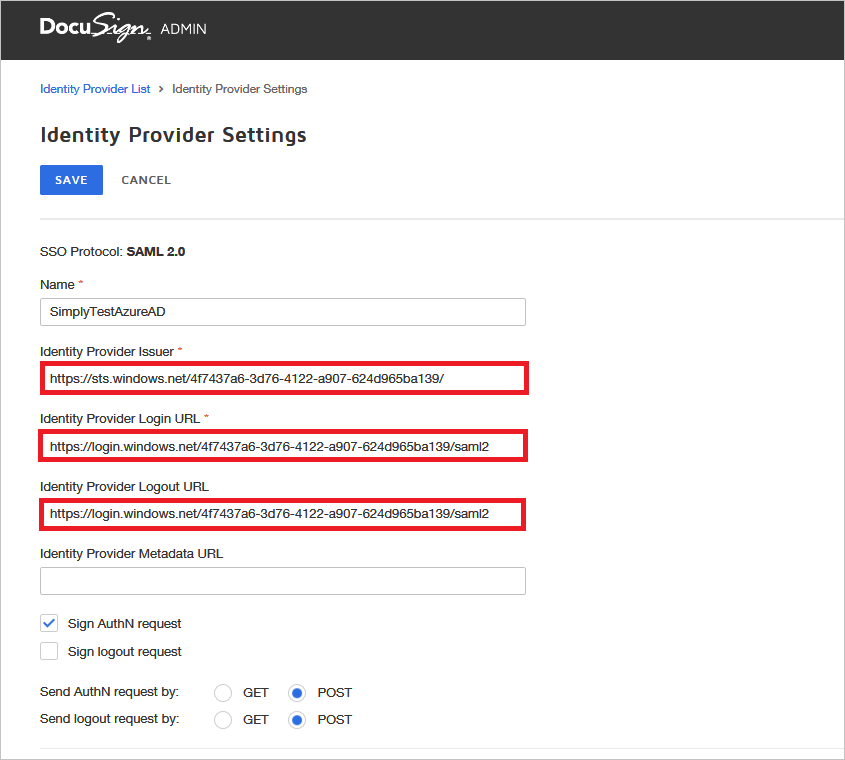 DocuSign ADMIN
Identity Provider List > Identity Provider Settings
Identity Provider Settings
SAVE CANCEL
SSO Protocol: SAML 2.0
Name *
SimplyTestAzureAD
Identity Provider Issuer *
https://sts.windows.net/4f7437a6-3d76-4122-a907-624d965ba139/
Identity Provider Login URL *
https://login.windows.net/4f7437a6-3d76-4122-a907-624d965ba139/saml2
Identity Provider Logout URL
https://login.windows.net/4f7437a6-3d76-4122-a907-624d965ba139/saml2
Identity Provider Metadata URL
Sign AuthN request
Sign logout request
Send AuthN request by: GET POST
Send logout request by: GET POST